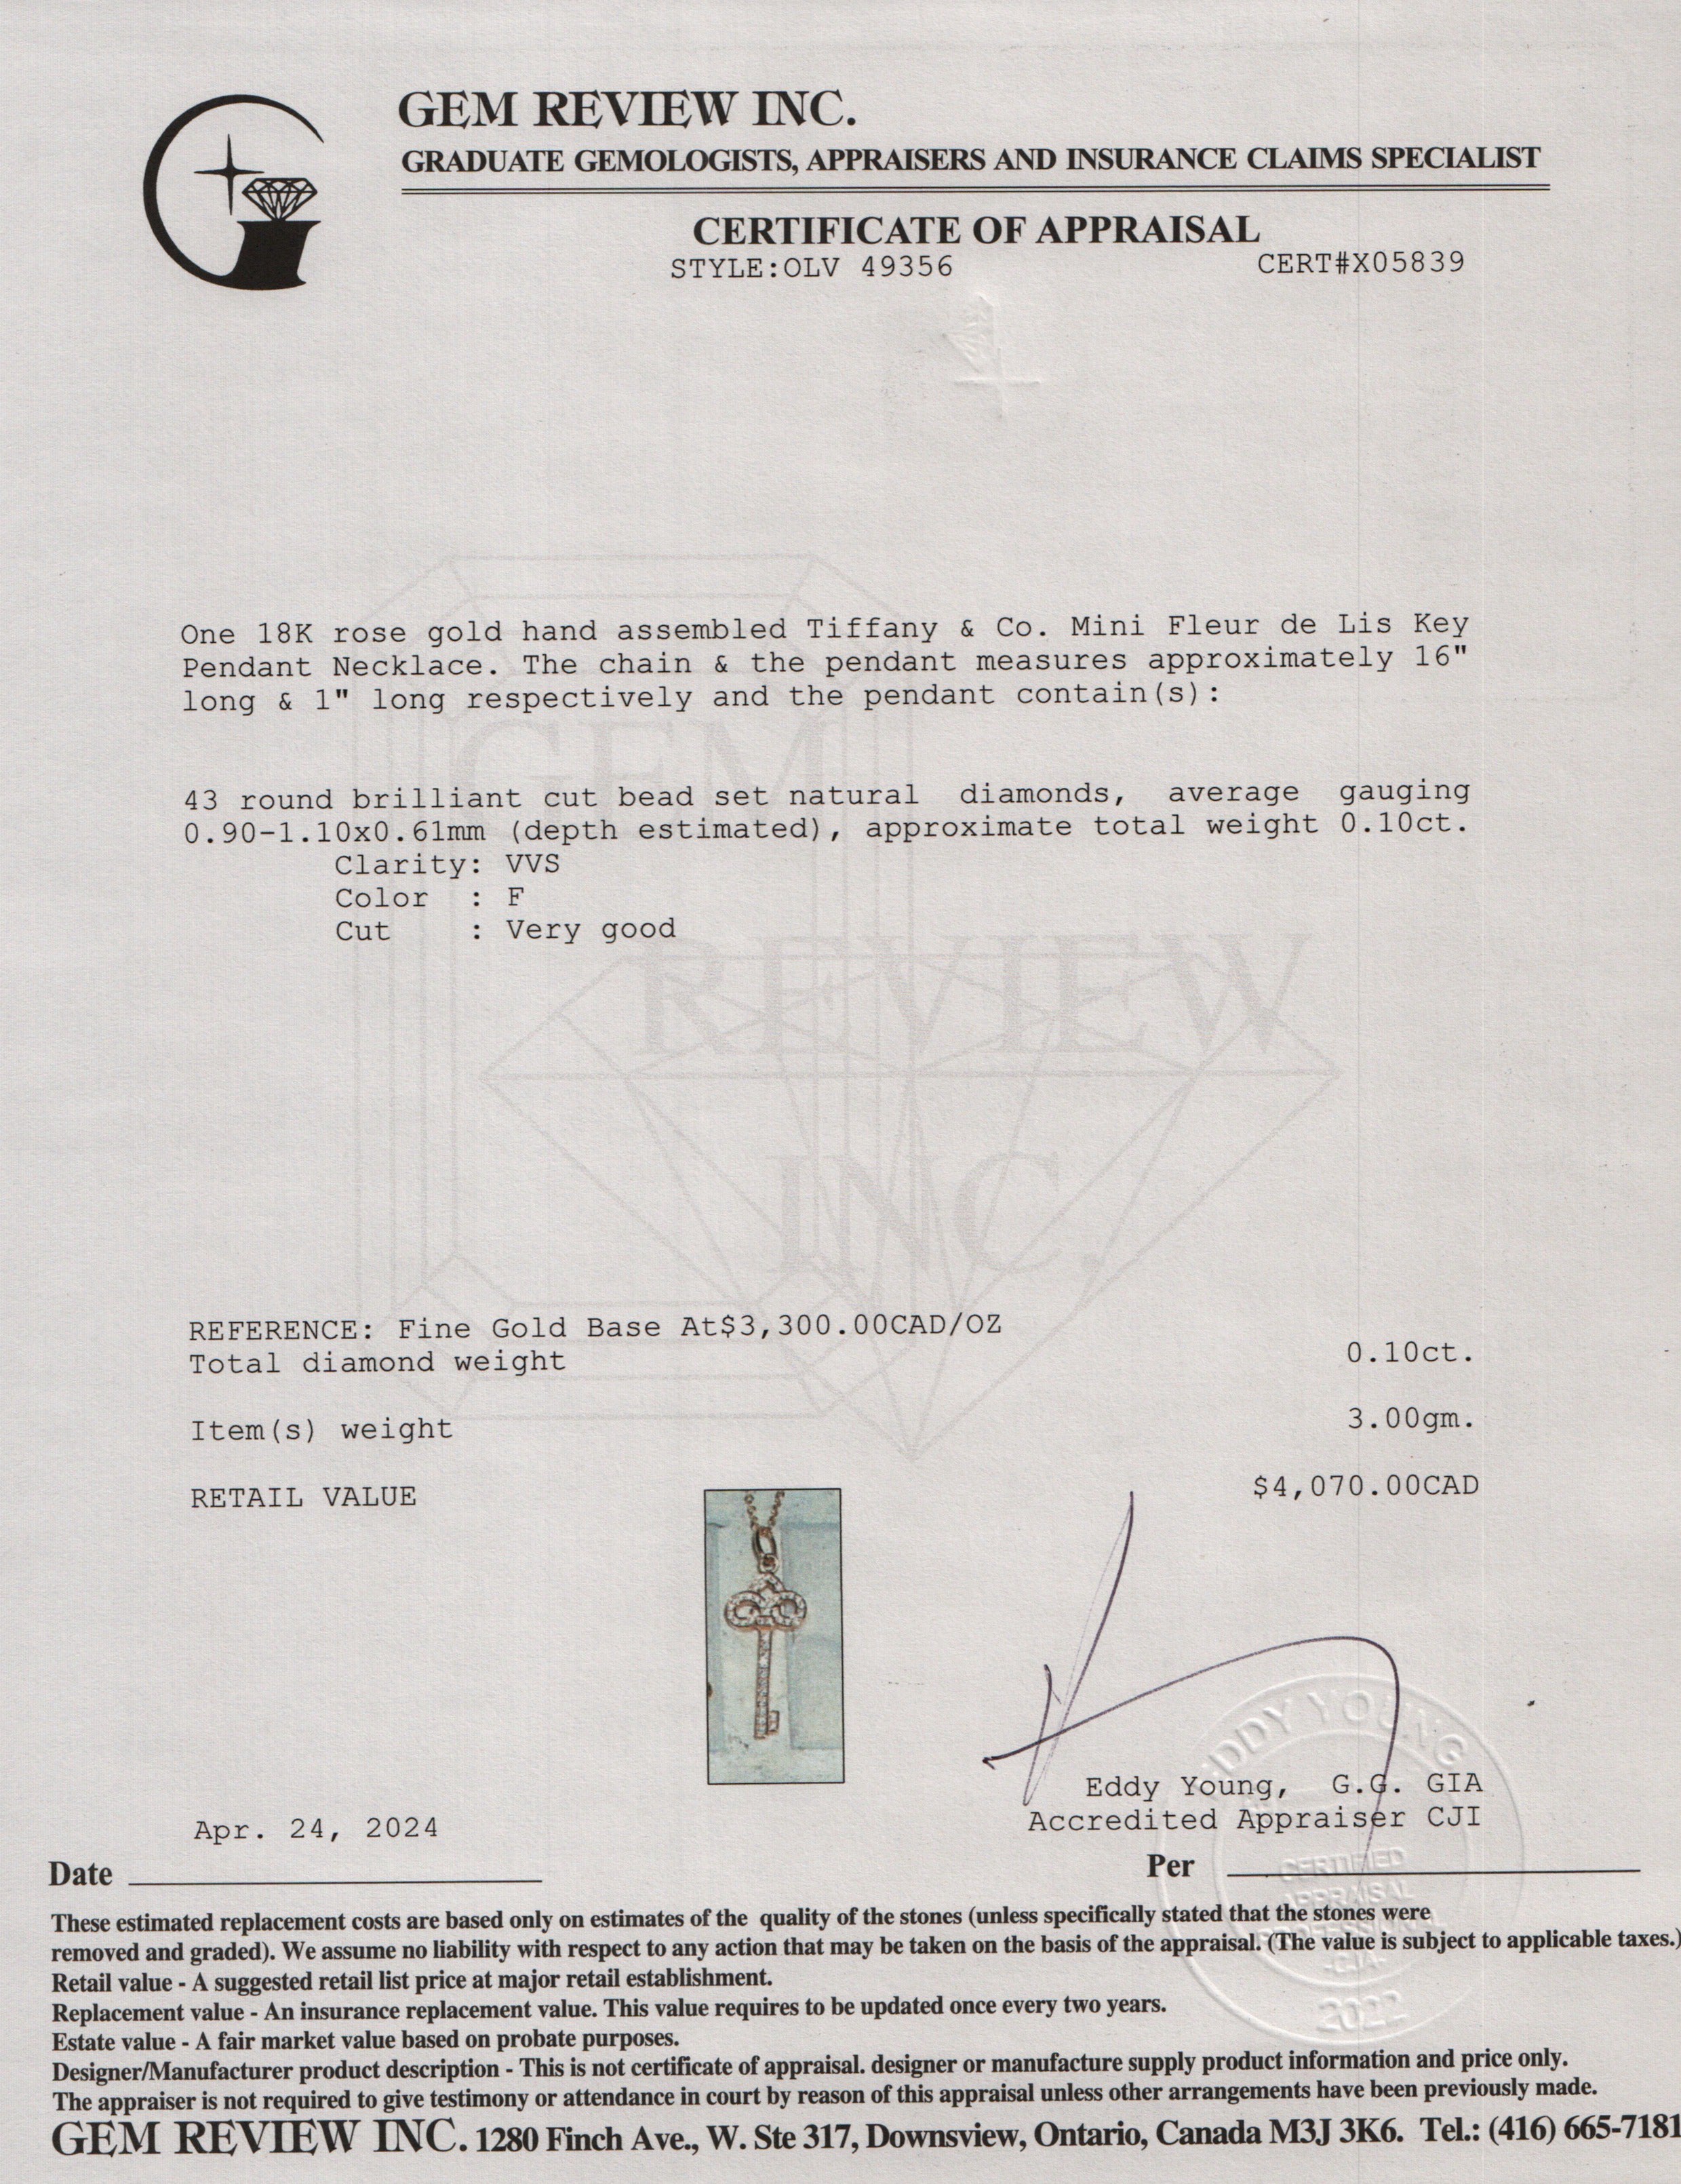 GEM REVIEW INC.
GRADUATE GEMOLOGISTS, APPRAISERS AND INSURANCE CLAIMS SPECIALIST
CERTIFICATE OF APPRAISAL
STYLE:OLV 49356
CERT#X05839
One 18K rose gold hand assembled Tiffany & Co. Mini Fleur de Lis Key
Pendant Necklace. The chain & the pendant measures approximately 16"
long & 1" long respectively and the pendant contain(s):
GEM
43 round brilliant cut bead set natural diamonds, average gauging
0.90-1.10x0.61mm (depth estimated), approximate total weight 0.10ct.
Clarity: VVS
Color : F
Cut : Very good
REVIEW
INC.
REFERENCE: Fine Gold Base At$3,300.00CAD/OZ
Total diamond weight 0.10ct.
Item(s) weight 3.00gm.
RETAIL VALUE $4,070.00CAD
EDDY YOUNG
Eddy Young, G.G. GIA
Accredited Appraiser CJI
Apr. 24, 2024
Date
Per
CERTIFIED
APPRAISAL
PROFESSIONAL
2022
These estimated replacement costs are based only on estimates of the quality of the stones (unless specifically stated that the stones were
removed and graded). We assume no liability with respect to any action that may be taken on the basis of the appraisal. (The value is subject to applicable taxes.)
Retail value - A suggested retail list price at major retail establishment.
Replacement value - An insurance replacement value. This value requires to be updated once every two years.
Estate value - A fair market value based on probate purposes.
Designer/Manufacturer product description - This is not certificate of appraisal. designer or manufacture supply product information and price only.
The appraiser is not required to give testimony or attendance in court by reason of this appraisal unless other arrangements have been previously made.
GEM REVIEW INC. 1280 Finch Ave., W. Ste 317, Downsview, Ontario, Canada M3J 3K6. Tel.: (416) 665-7181